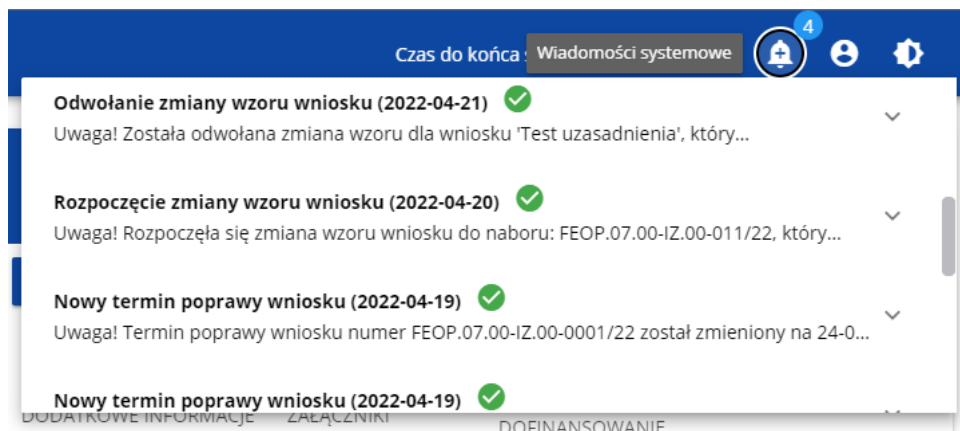 4
Czas do końca
Wiadomości systemowe
Odwołanie zmiany wzoru wniosku (2022-04-21)
Uwaga! Została odwołana zmiana wzoru dla wniosku 'Test uzasadnienia', który...
Rozpoczęcie zmiany wzoru wniosku (2022-04-20)
Uwaga! Rozpoczęła się zmiana wzoru wniosku do naboru: FEOP.07.00-IZ.00-011/22, który...
Nowy termin poprawy wniosku (2022-04-19)
Uwaga! Termin poprawy wniosku numer FEOP.07.00-IZ.00-0001/22 został zmieniony na 24-0...
Nowy termin poprawy wniosku (2022-04-19)
DODATKOWE INFORMACJE ZAŁĄCZNIKI
DOFINANSOWANIE